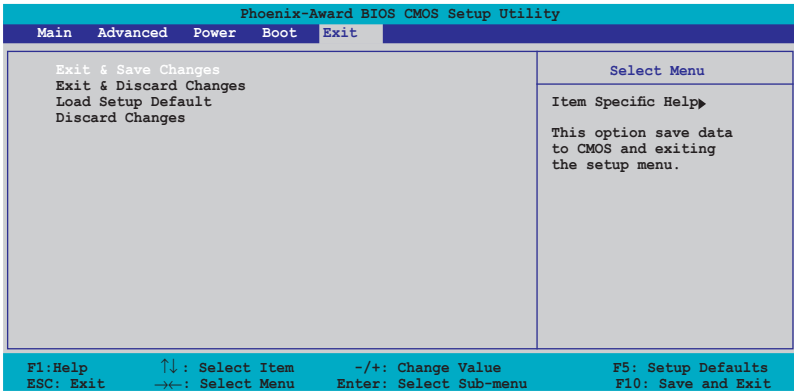 Phoenix-Award BIOS CMOS Setup Utility
Main Advanced Power Boot Exit
Exit & Save Changes
Exit & Discard Changes
Load Setup Default
Discard Changes
Select Menu
Item Specific Help▸
This option save data
to CMOS and exiting
the setup menu.
F1:Help ↑↓ : Select Item -/+: Change Value F5: Setup Defaults
ESC: Exit →←: Select Menu Enter: Select Sub-menu F10: Save and Exit